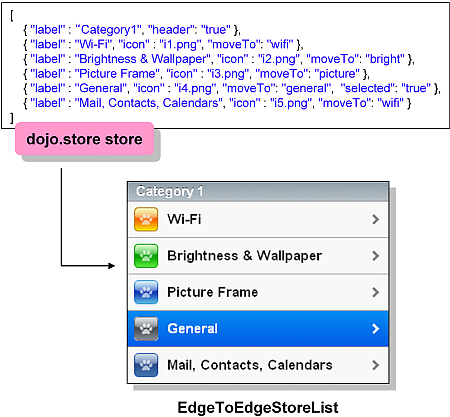 [
{ "label" : “Category1", "header": "true" },
{ "label" : "Wi-Fi", "icon" : "i1.png", "moveTo": "wifi" },
{ "label" : "Brightness & Wallpaper", "icon" : "i2.png", "moveTo": "bright" },
{ "label" : "Picture Frame", "icon" : "i3.png", "moveTo": "picture" },
{ "label" : "General", "icon" : "i4.png", "moveTo": "general",  "selected": "true" },
{ "label" : "Mail, Contacts, Calendars", "icon" : "i5.png", "moveTo": "wifi" }
]
dojo.store store
Category 1
Wi-Fi
Brightness & Wallpaper
Picture Frame
General
Mail, Contacts, Calendars
EdgeToEdgeStoreList